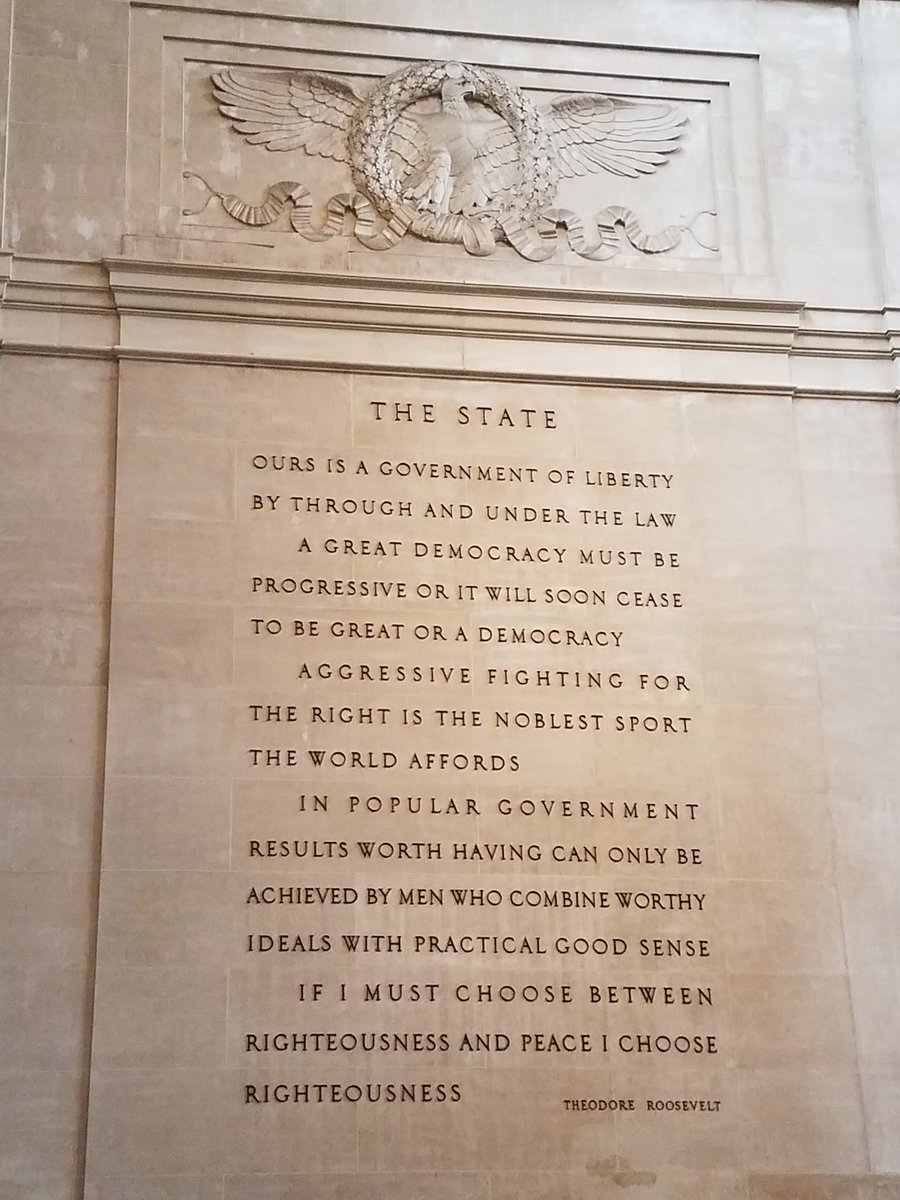 THE STATE
OURS IS A GOVERNMENT OF LIBERTY
BY THROUGH AND UNDER THE LAW
A GREAT DEMOCRACY MUST BE
PROGRESSIVE OR IT WILL SOON CEASE
TO BE GREAT OR A DEMOCRACY
AGGRESSIVE FIGHTING FOR
THE RIGHT IS THE NOBLEST SPORT
THE WORLD AFFORDS
IN POPULAR GOVERNMENT
RESULTS WORTH HAVING CAN ONLY BE
ACHIEVED BY MEN WHO COMBINE WORTHY
IDEALS WITH PRACTICAL GOOD SENSE
IF I MUST CHOOSE BETWEEN
RIGHTEOUSNESS AND PEACE I CHOOSE
RIGHTEOUSNESS
THEODORE ROOSEVELT